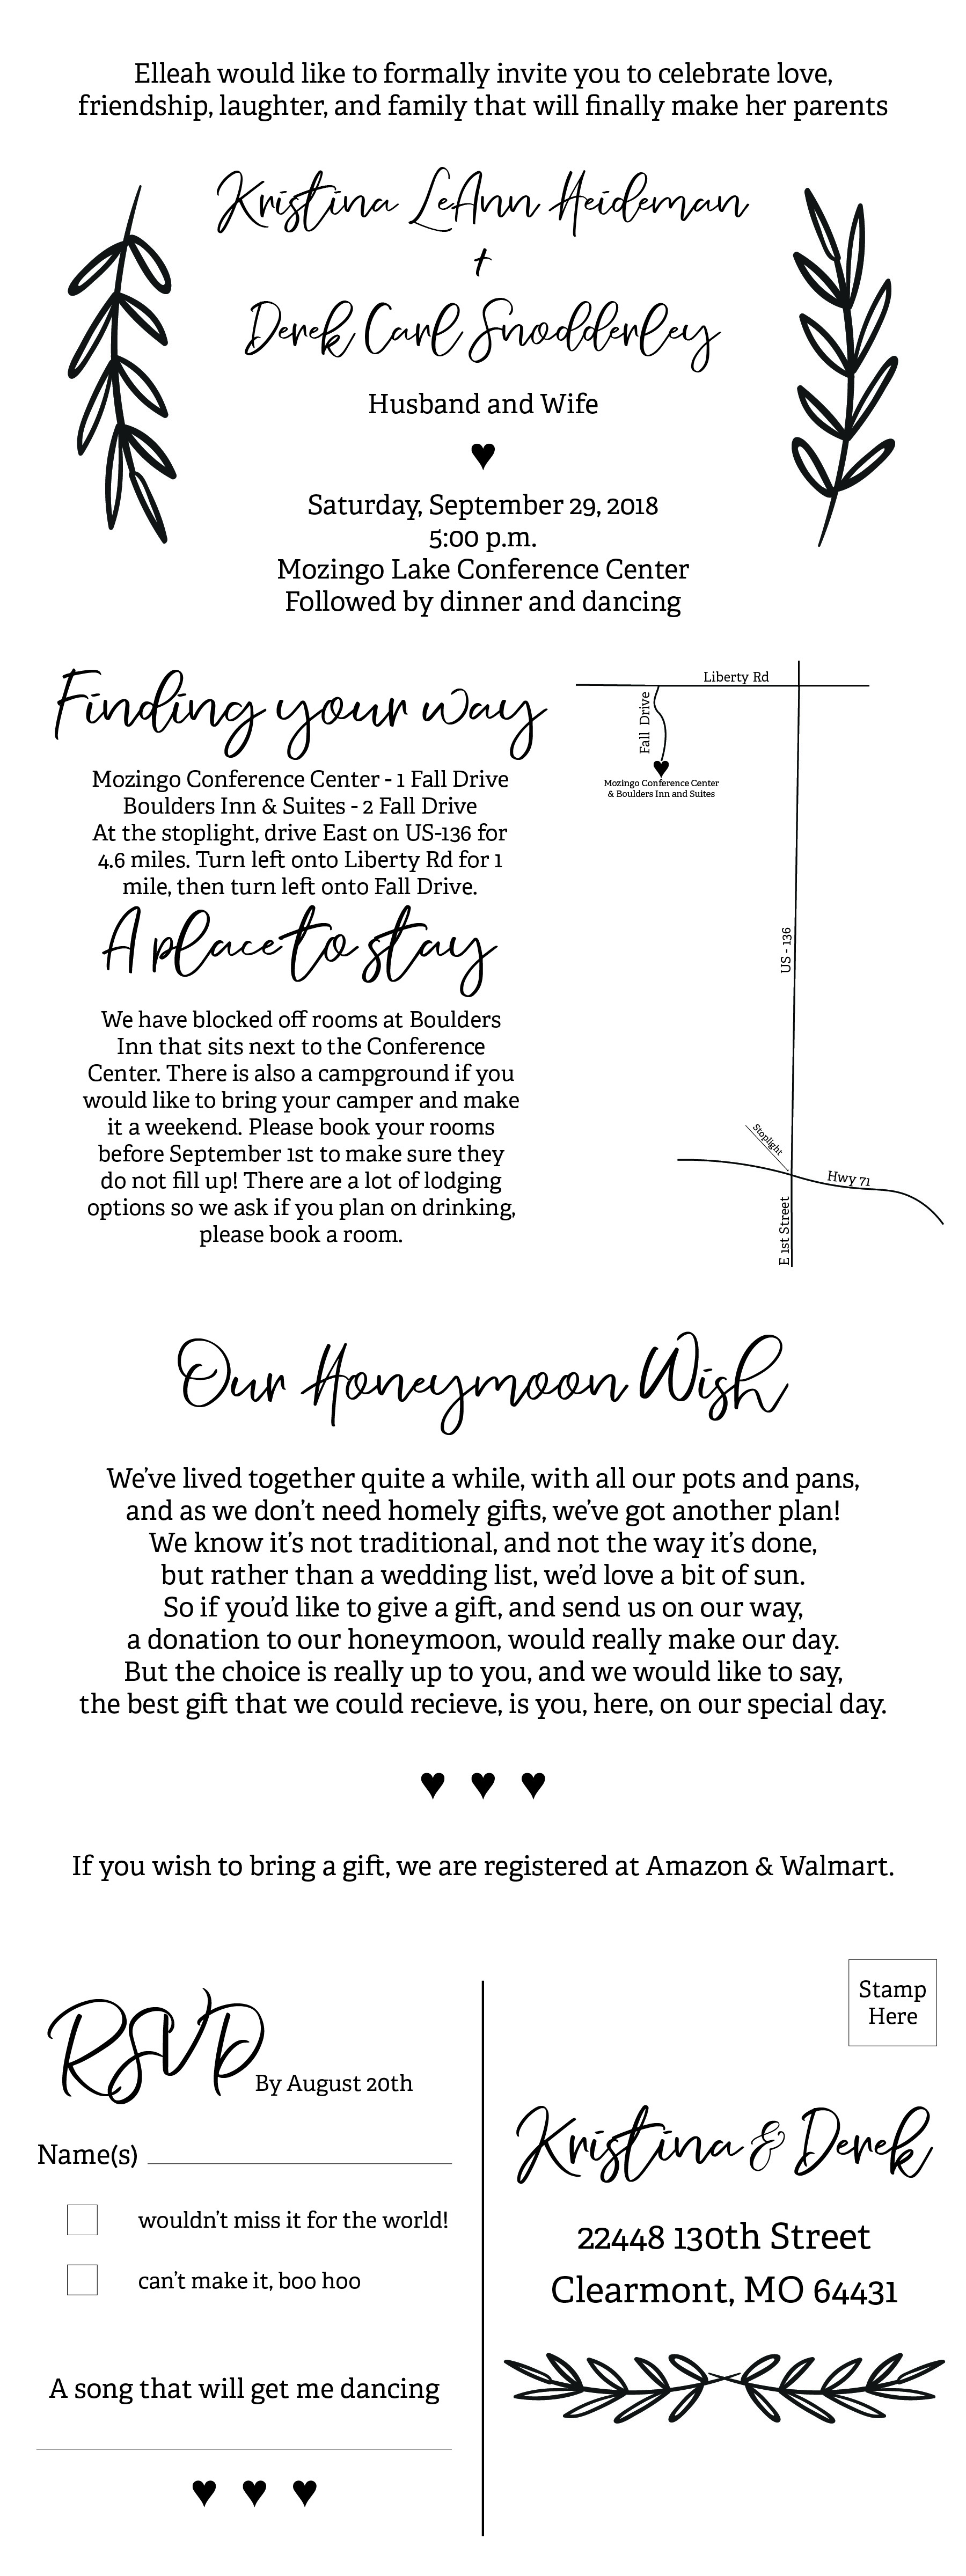 Elleah would like to formally invite you to celebrate love,
friendship, laughter, and family that will finally make her parents
Kristina LeAnn Heideman
+
Derek Carl Snodderley
Husband and Wife
Saturday, September 29, 2018
5:00 p.m.
Mozingo Lake Conference Center
Followed by dinner and dancing
Finding your way
Mozingo Conference Center - 1 Fall Drive
Boulders Inn & Suites - 2 Fall Drive
At the stoplight, drive East on US-136 for
4.6 miles. Turn left onto Liberty Rd for 1
mile, then turn left onto Fall Drive.
A place to stay
We have blocked off rooms at Boulders
Inn that sits next to the Conference
Center. There is also a campground if you
would like to bring your camper and make
it a weekend. Please book your rooms
before September 1st to make sure they
do not fill up! There are a lot of lodging
options so we ask if you plan on drinking,
please book a room.
Liberty Rd
Fall Drive
Mozingo Conference Center
& Boulders Inn and Suites
US - 136
Stoplight
Hwy 71
E 1st Street
Our Honeymoon Wish
We've lived together quite a while, with all our pots and pans,
and as we don't need homely gifts, we've got another plan!
We know it's not traditional, and not the way it's done,
but rather than a wedding list, we'd love a bit of sun.
So if you'd like to give a gift, and send us on our way,
a donation to our honeymoon, would really make our day.
But the choice is really up to you, and we would like to say,
the best gift that we could recieve, is you, here, on our special day.
If you wish to bring a gift, we are registered at Amazon & Walmart.
RSVP
By August 20th
Name(s)
wouldn't miss it for the world!
can't make it, boo hoo
A song that will get me dancing
Stamp
Here
Kristina & Derek
22448 130th Street
Clearmont, MO 64431